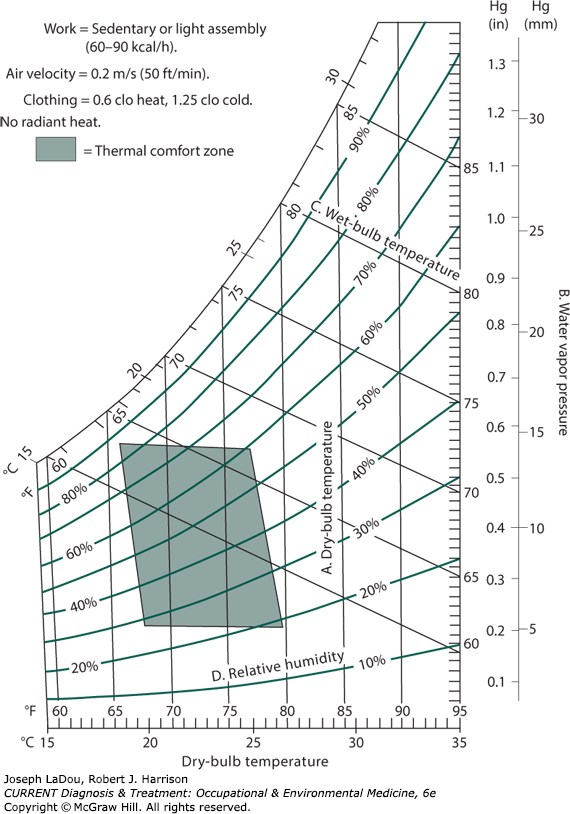 Work = Sedentary or light assembly
(60–90 kcal/h).
Air velocity = 0.2 m/s (50 ft/min).
Clothing = 0.6 clo heat, 1.25 clo cold.
No radiant heat.
= Thermal comfort zone
Hg
(in)
Hg
(mm)
1.3
1.2
1.1
1.0
0.9
0.8
0.7
0.6
0.5
0.4
0.3
0.2
0.1
30
25
20
15
10
5
B. Water vapor pressure
30
25
20
°C 15
°F
85
80
75
70
65
60
C. Wet-bulb temperature
85
80
75
70
65
60
90%
80%
70%
60%
50%
40%
30%
20%
10%
80%
60%
40%
20%
A. Dry-bulb temperature
D. Relative humidity
°F 60 65 70 75 80 85 90 95
°C 15 20 25 30 35
Dry-bulb temperature
Joseph LaDou, Robert J. Harrison
CURRENT Diagnosis & Treatment: Occupational & Environmental Medicine, 6e
Copyright © McGraw Hill. All rights reserved.